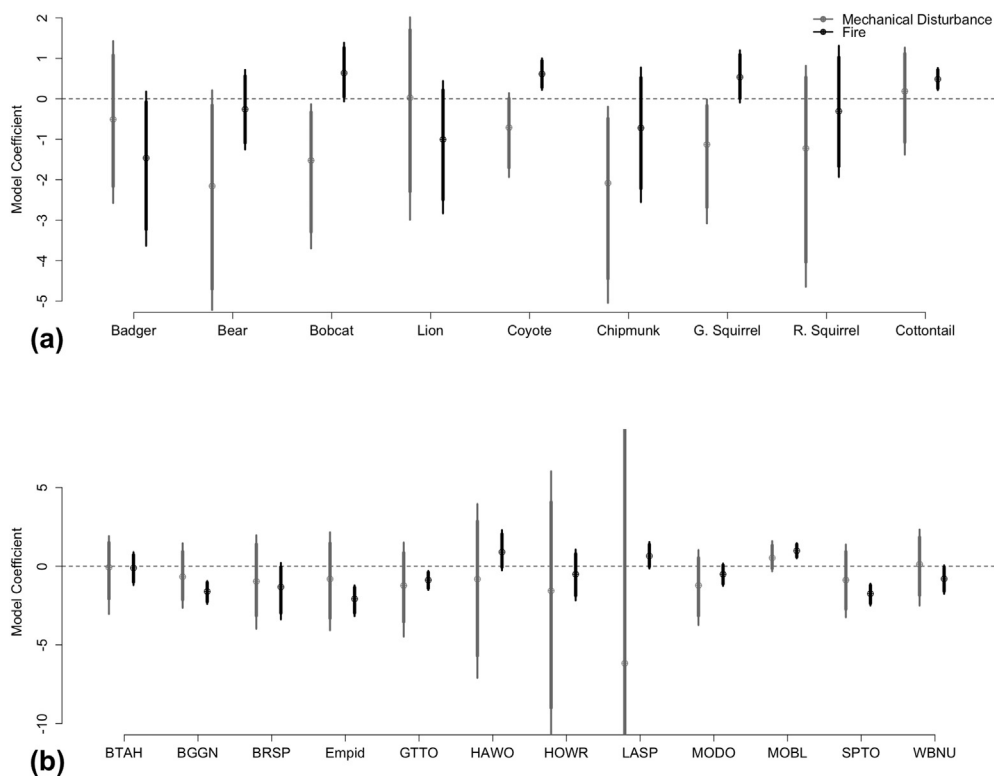 Mechanical Disturbance
Fire
Model Coefficient
2
1
0
-1
-2
-3
-4
-5
Badger Bear Bobcat Lion Coyote Chipmunk G. Squirrel R. Squirrel Cottontail
(a)
Model Coefficient
5
0
-5
-10
BTAH BGGN BRSP Empid GTTO HAWO HOWR LASP MODO MOBL SPTO WBNU
(b)